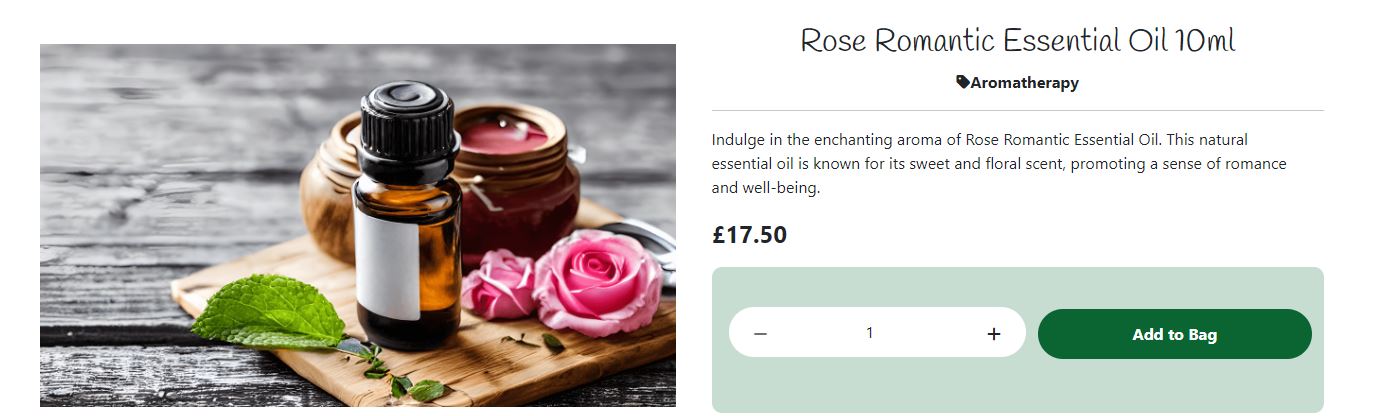 Rose Romantic Essential Oil 10ml
Aromatherapy
Indulge in the enchanting aroma of Rose Romantic Essential Oil. This natural
essential oil is known for its sweet and floral scent, promoting a sense of romance
and well-being.
£17.50
− 1 +
Add to Bag